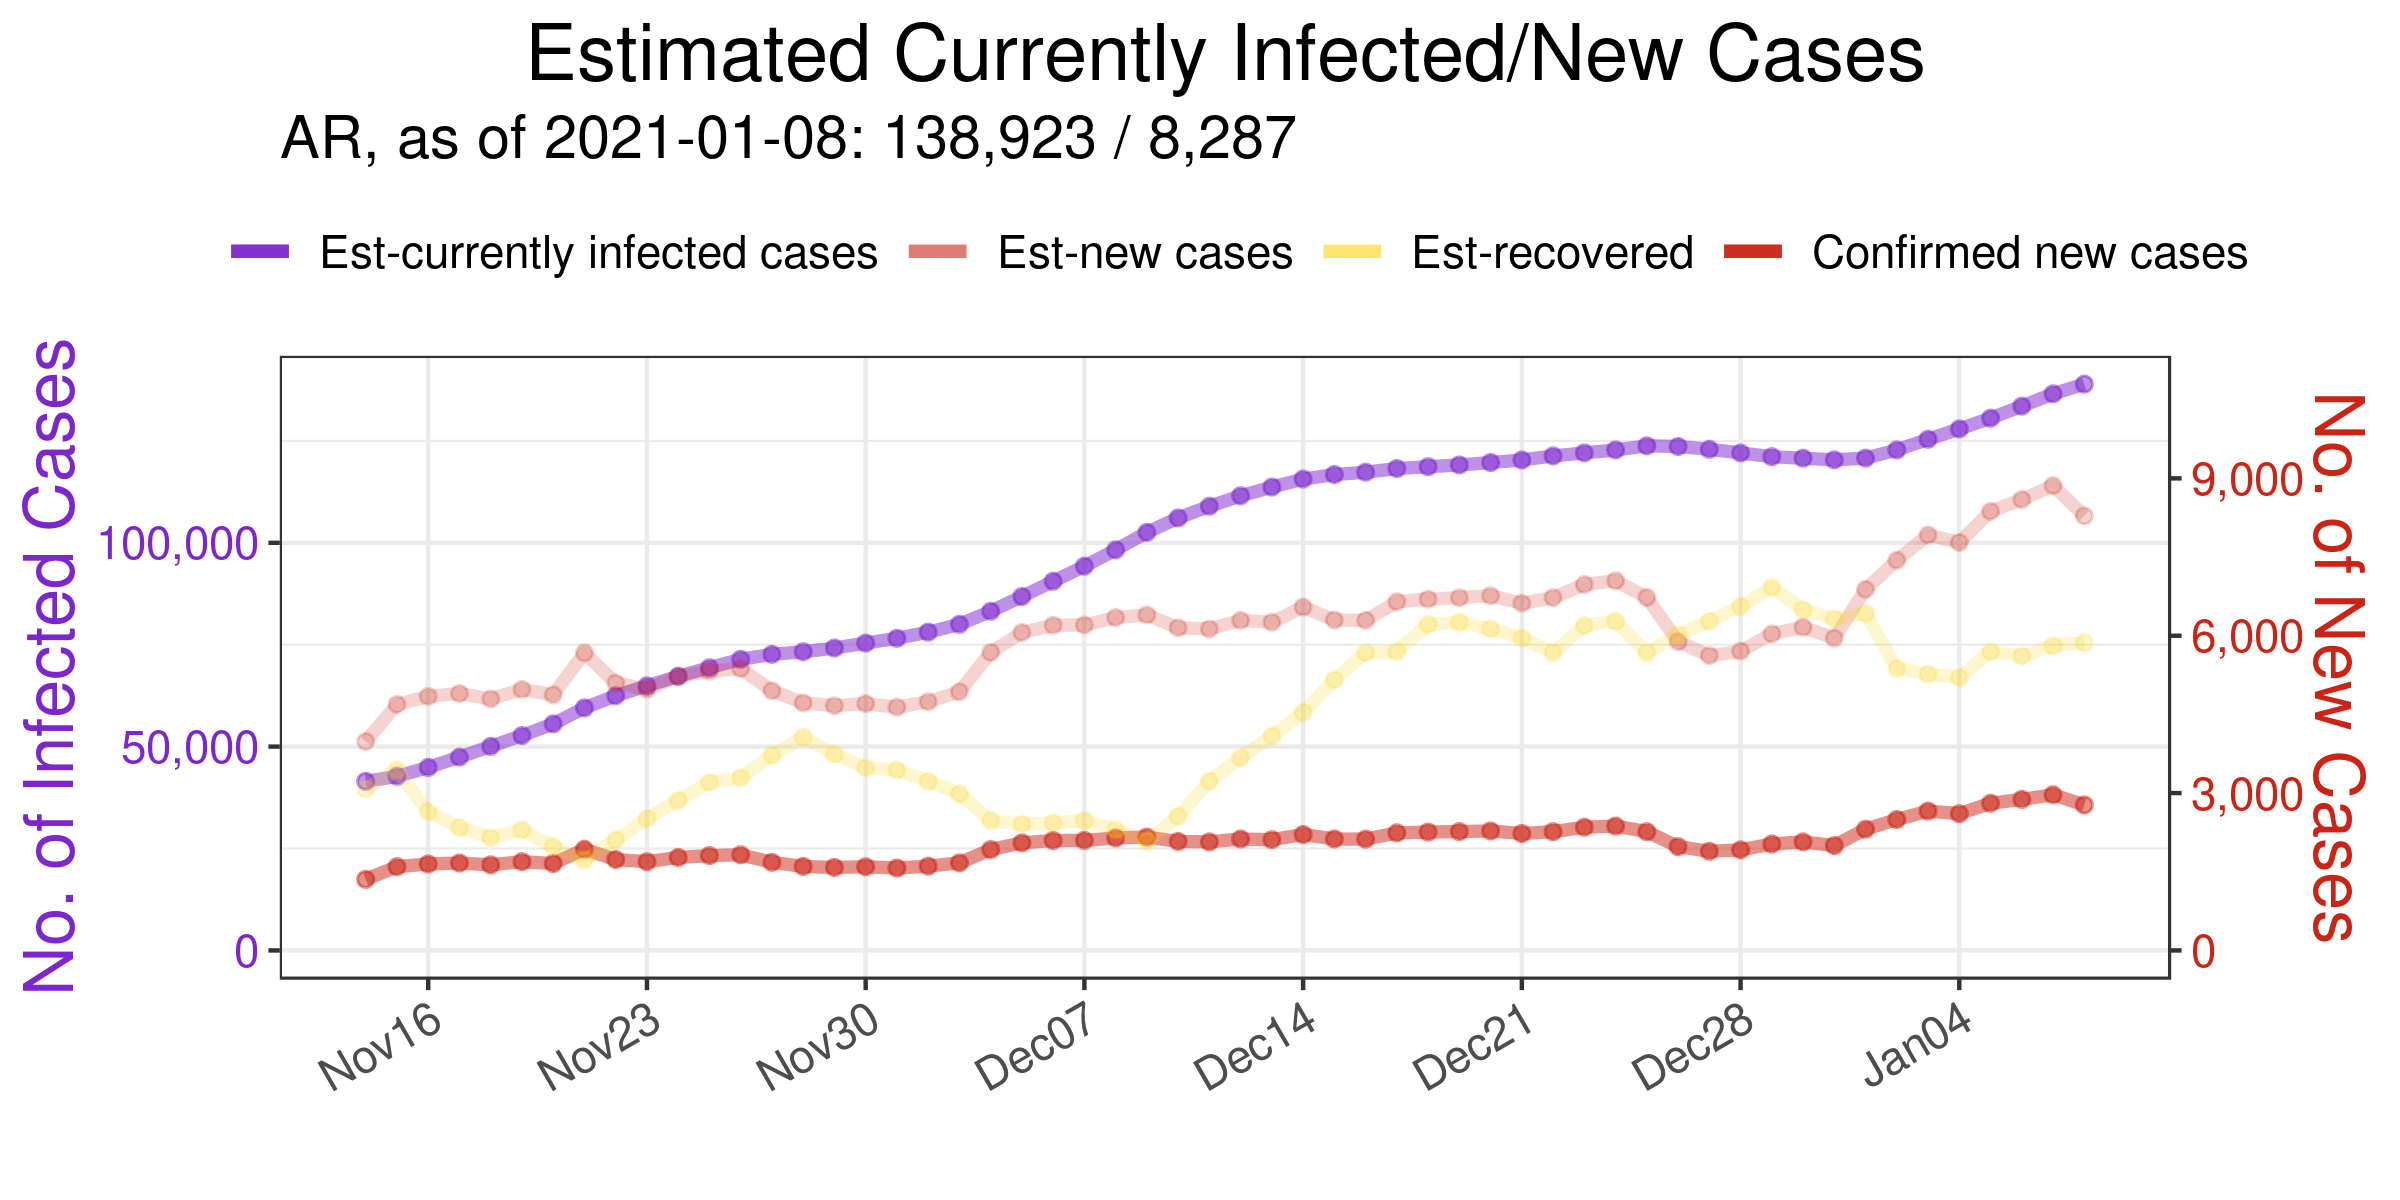 Estimated Currently Infected/New Cases
AR, as of 2021-01-08: 138,923 / 8,287
Est-currently infected cases
Est-new cases
Est-recovered
Confirmed new cases
No. of Infected Cases
100,000
50,000
0
9,000
6,000
3,000
0
No. of New Cases
Nov16
Nov23
Nov30
Dec07
Dec14
Dec21
Dec28
Jan04